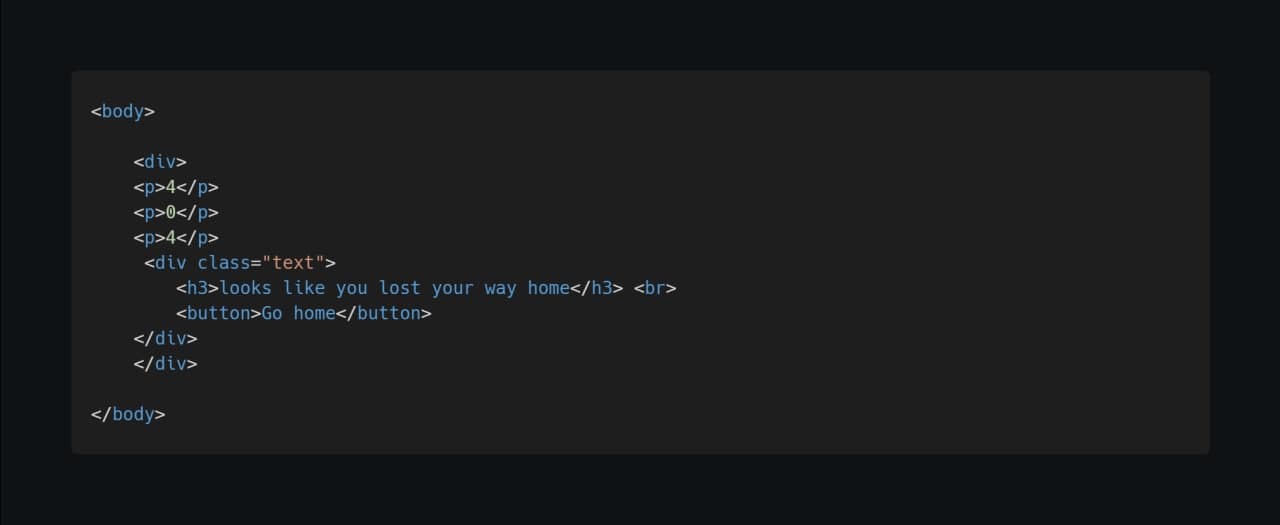 <body>
<div>
<p>4</p>
<p>0</p>
<p>4</p>
<div class="text">
<h3>looks like you lost your way home</h3> <br>
<button>Go home</button>
</div>
</div>
</body>